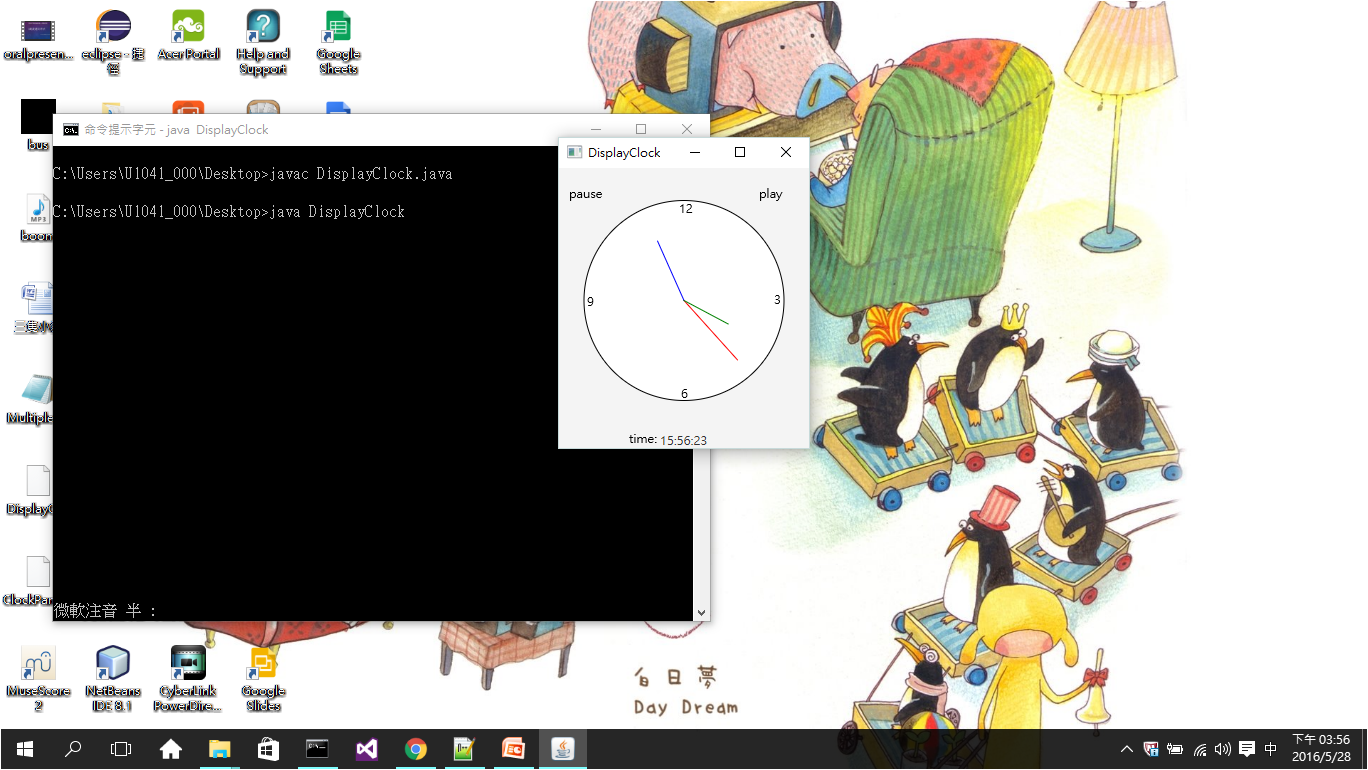 oralpresen...
eclipse - 捷徑
Acer Portal
Help and Support
Google Sheets
bus
boom
MP3
三隻小
Multiple
DisplayC
ClockPan
MuseScore 2
NetBeans IDE 8.1
CyberLink PowerDire...
Google Slides
命令提示字元 - java DisplayClock
C:\Users\U1041_000\Desktop>javac DisplayClock.java
C:\Users\U1041_000\Desktop>java DisplayClock
微軟注音 半 :
DisplayClock
pause
play
12
9
3
6
time: 15:56:23
白日夢
Day Dream
中
下午 03:56
2016/5/28